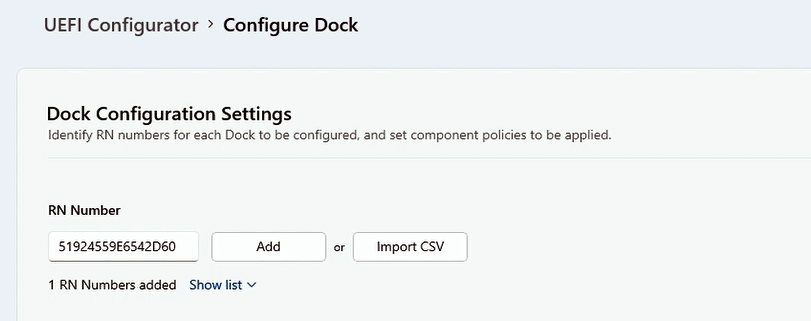 UEFI Configurator > Configure Dock
Dock Configuration Settings
Identify RN numbers for each Dock to be configured, and set component policies to be applied.
RN Number
51924559E6542D60 Add or Import CSV
1 RN Numbers added Show list